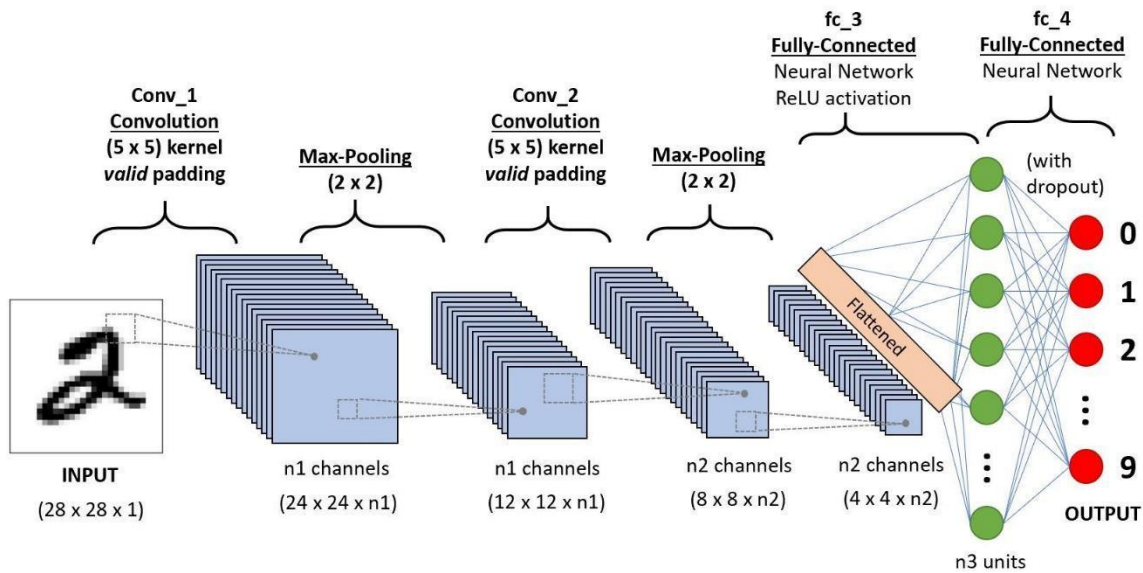 fc_3
Fully-Connected
Neural Network
ReLU activation
fc_4
Fully-Connected
Neural Network
Conv_1
Convolution
(5 x 5) kernel
valid padding
Max-Pooling
(2 x 2)
Conv_2
Convolution
(5 x 5) kernel
valid padding
Max-Pooling
(2 x 2)
(with
dropout)
Flattened
0
1
2
...
9
...
INPUT
(28 x 28 x 1)
n1 channels
(24 x 24 x n1)
n1 channels
(12 x 12 x n1)
n2 channels
(8 x 8 x n2)
n2 channels
(4 x 4 x n2)
OUTPUT
n3 units